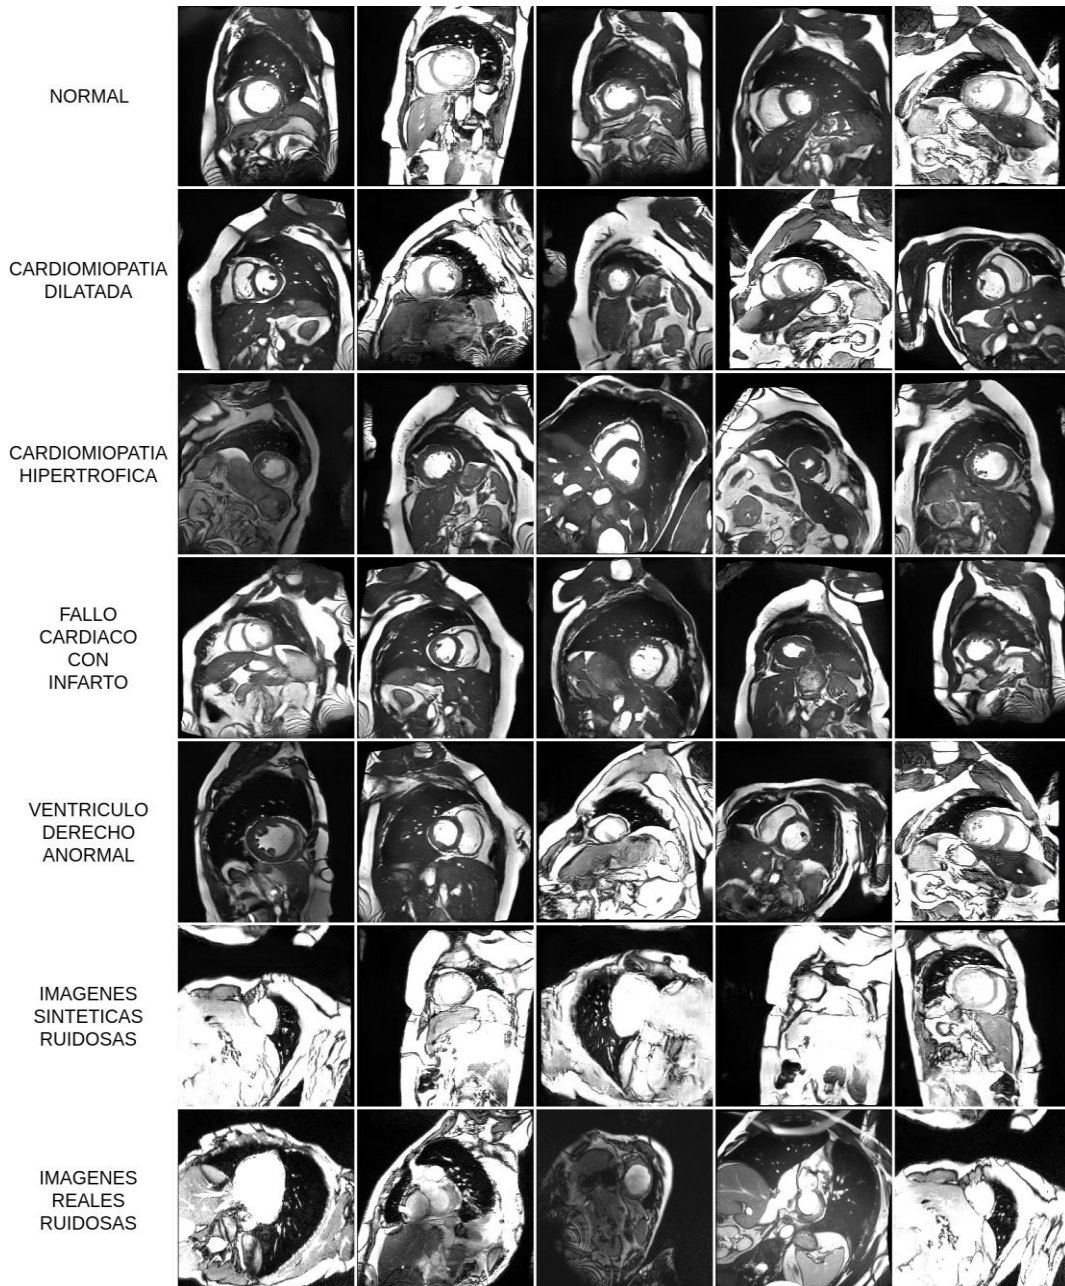 NORMAL
CARDIOMIOPATIA
DILATADA
CARDIOMIOPATIA
HIPERTROFICA
FALLO
CARDIACO
CON
INFARTO
VENTRICULO
DERECHO
ANORMAL
IMAGENES
SINTETICAS
RUIDOSAS
IMAGENES
REALES
RUIDOSAS